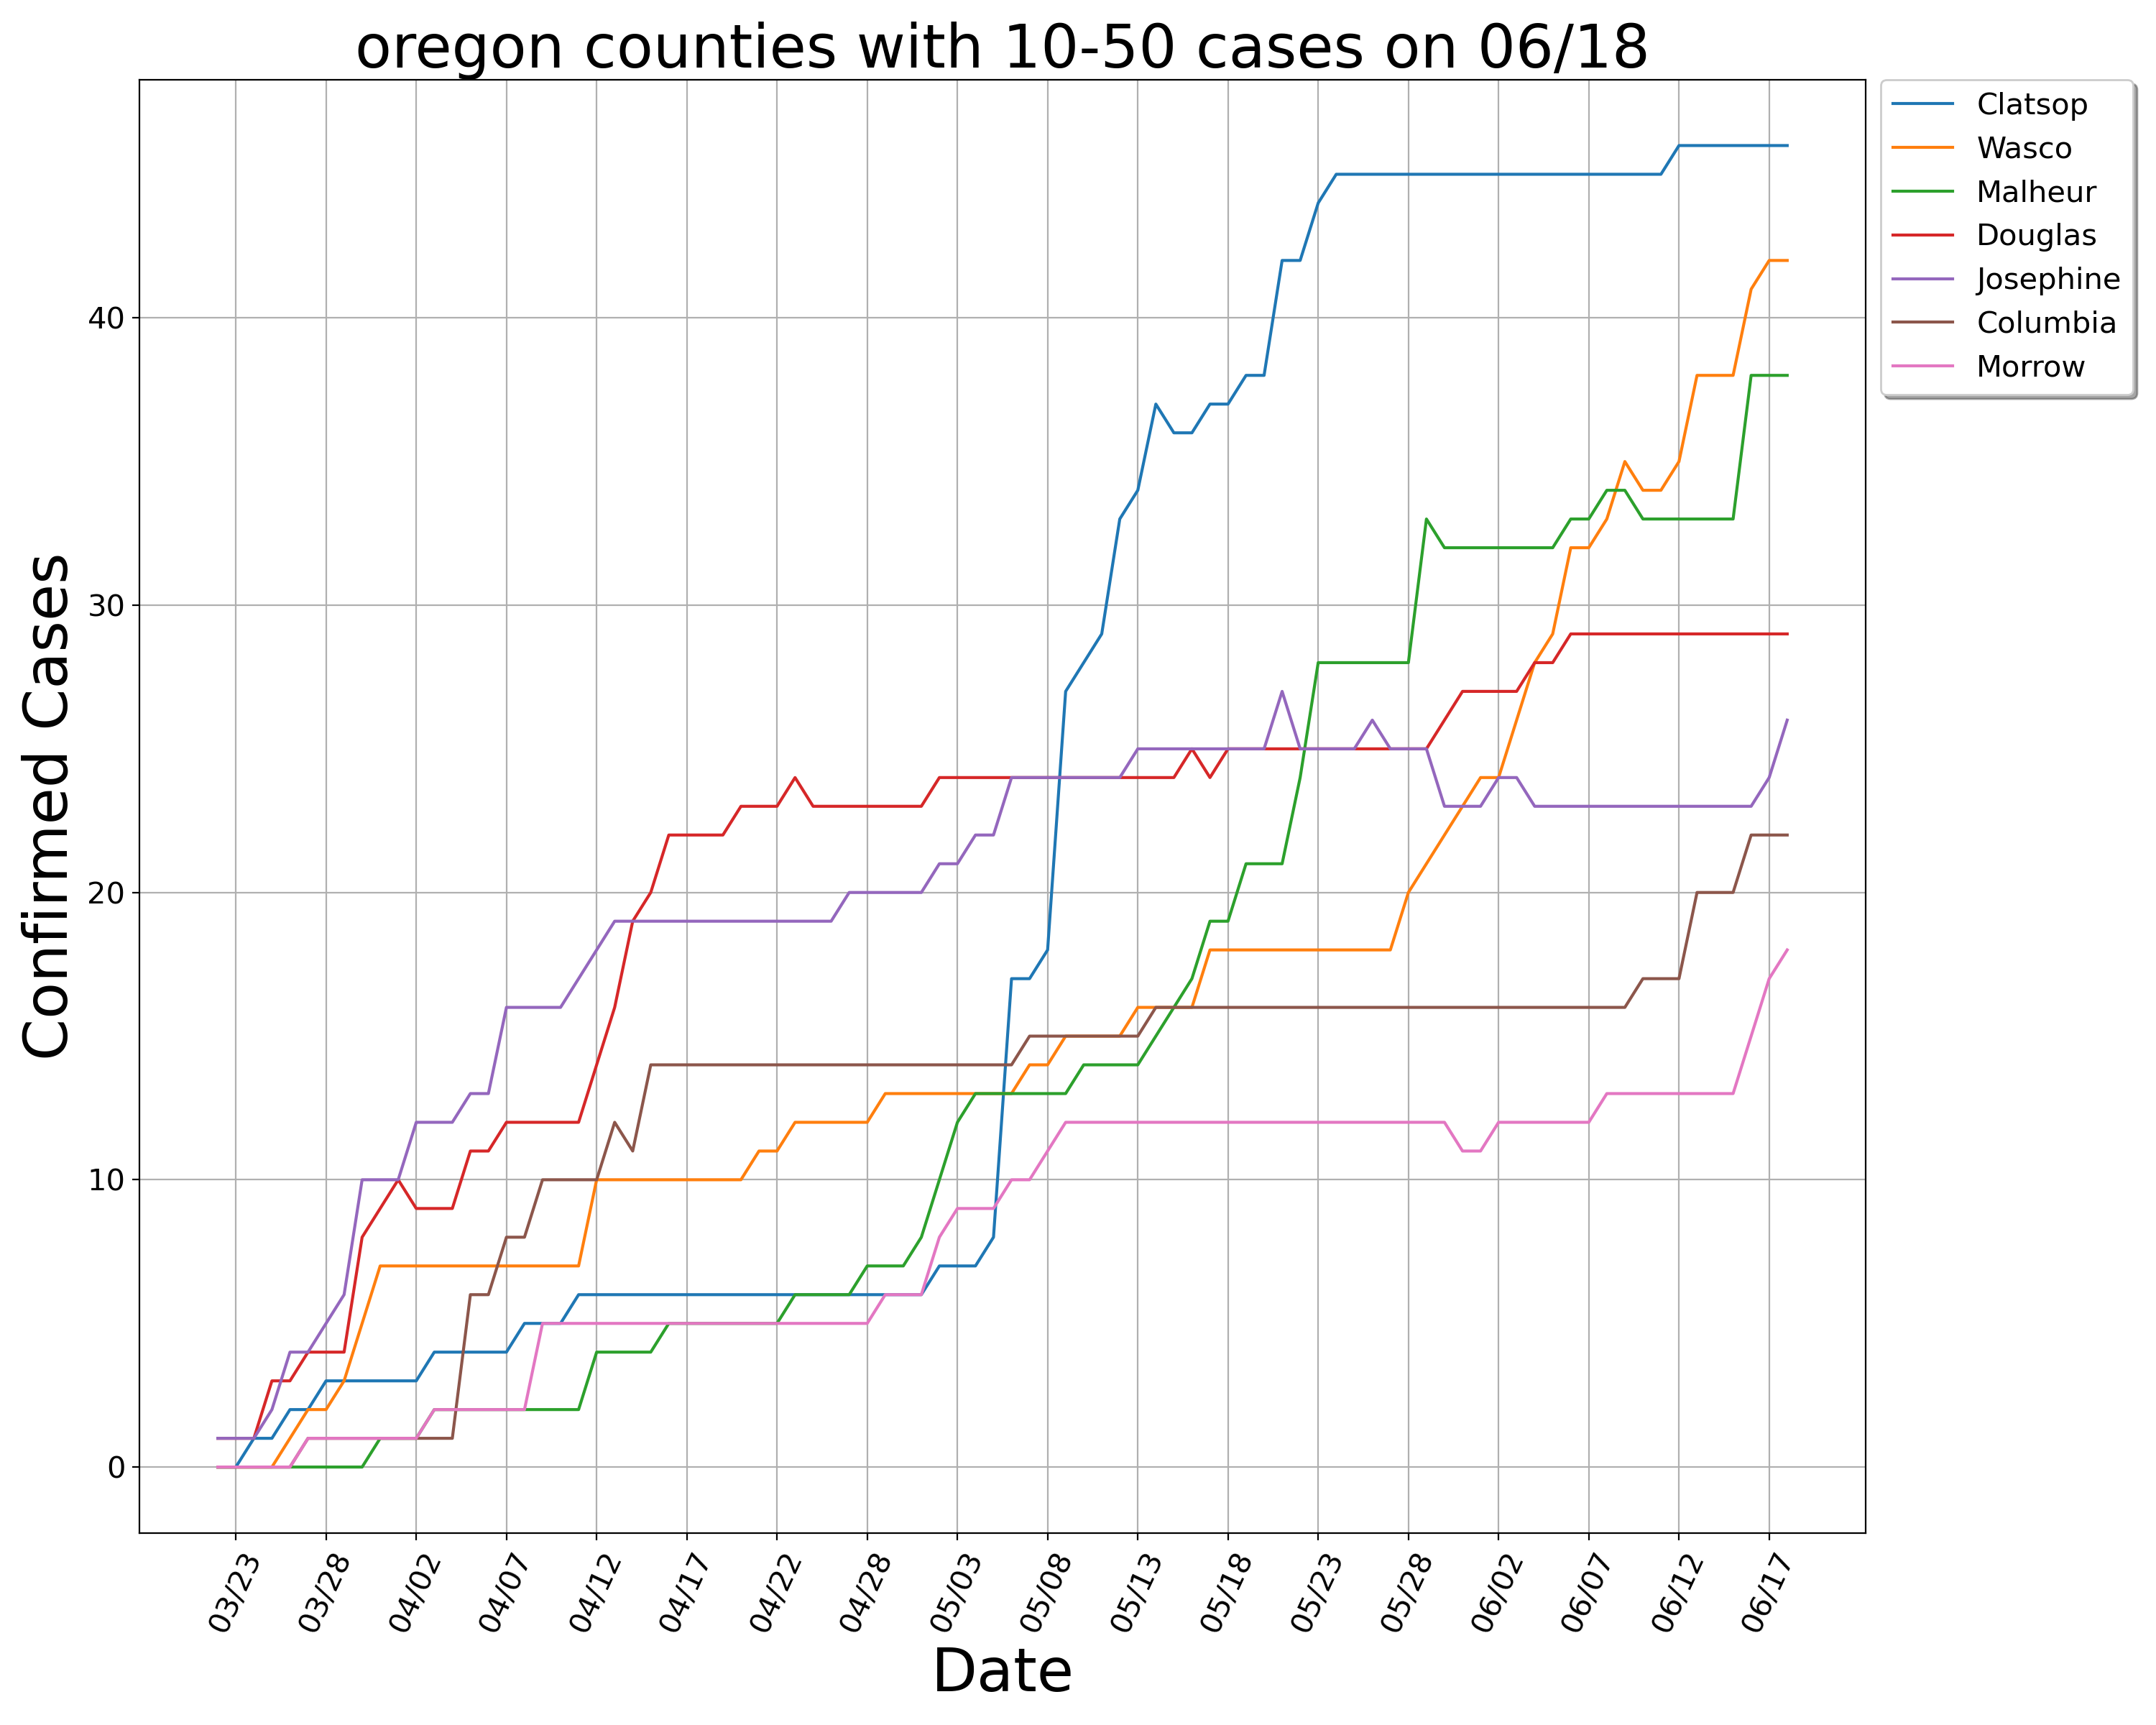 oregon counties with 10-50 cases on 06/18
Clatsop
Wasco
Malheur
Douglas
Josephine
Columbia
Morrow
Confirmed Cases
40
30
20
10
0
03/23
03/28
04/02
04/07
04/12
04/17
04/22
04/28
05/03
05/08
05/13
05/18
05/23
05/28
06/02
06/07
06/12
06/17
Date